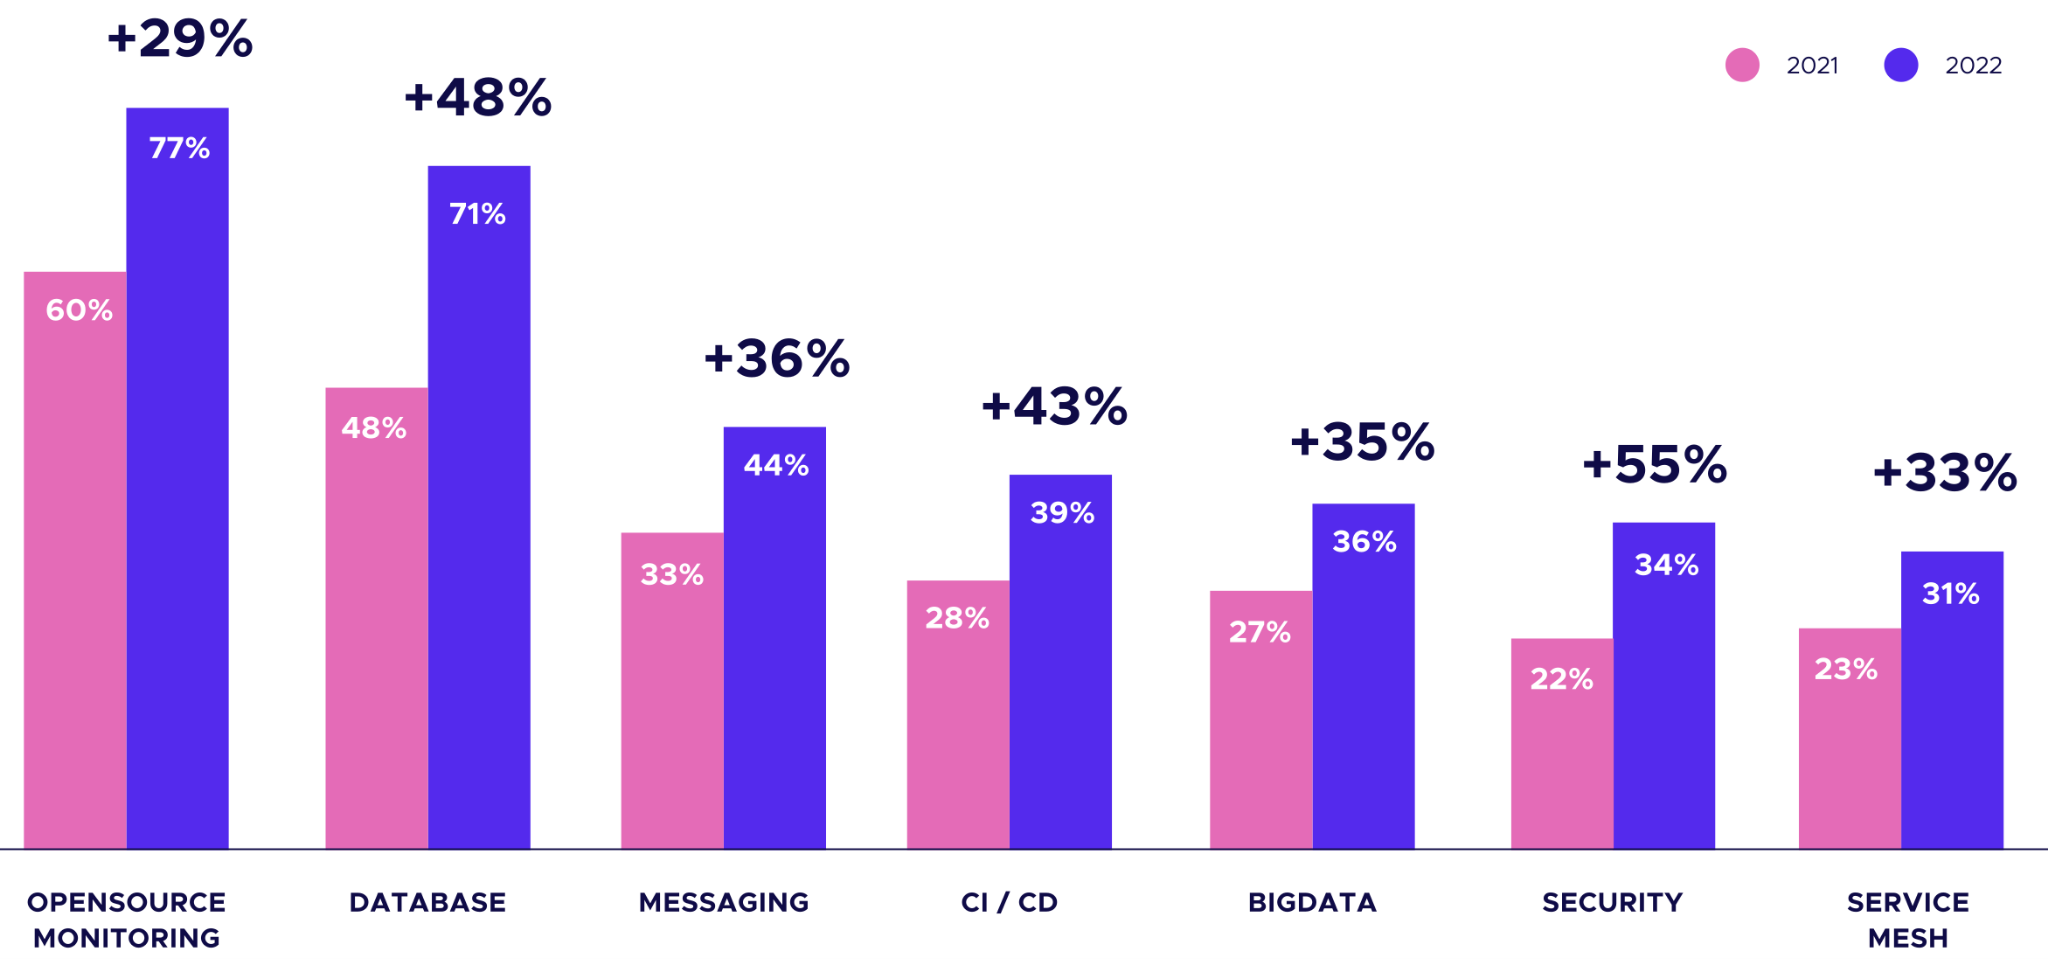 +29%
+48%
2021
2022
77%
71%
60%
+36%
+43%
48%
+35%
+55%
+33%
44%
39%
36%
33%
34%
28%
31%
27%
22%
23%
OPENSOURCE
MONITORING
DATABASE
MESSAGING
CI / CD
BIGDATA
SECURITY
SERVICE
MESH